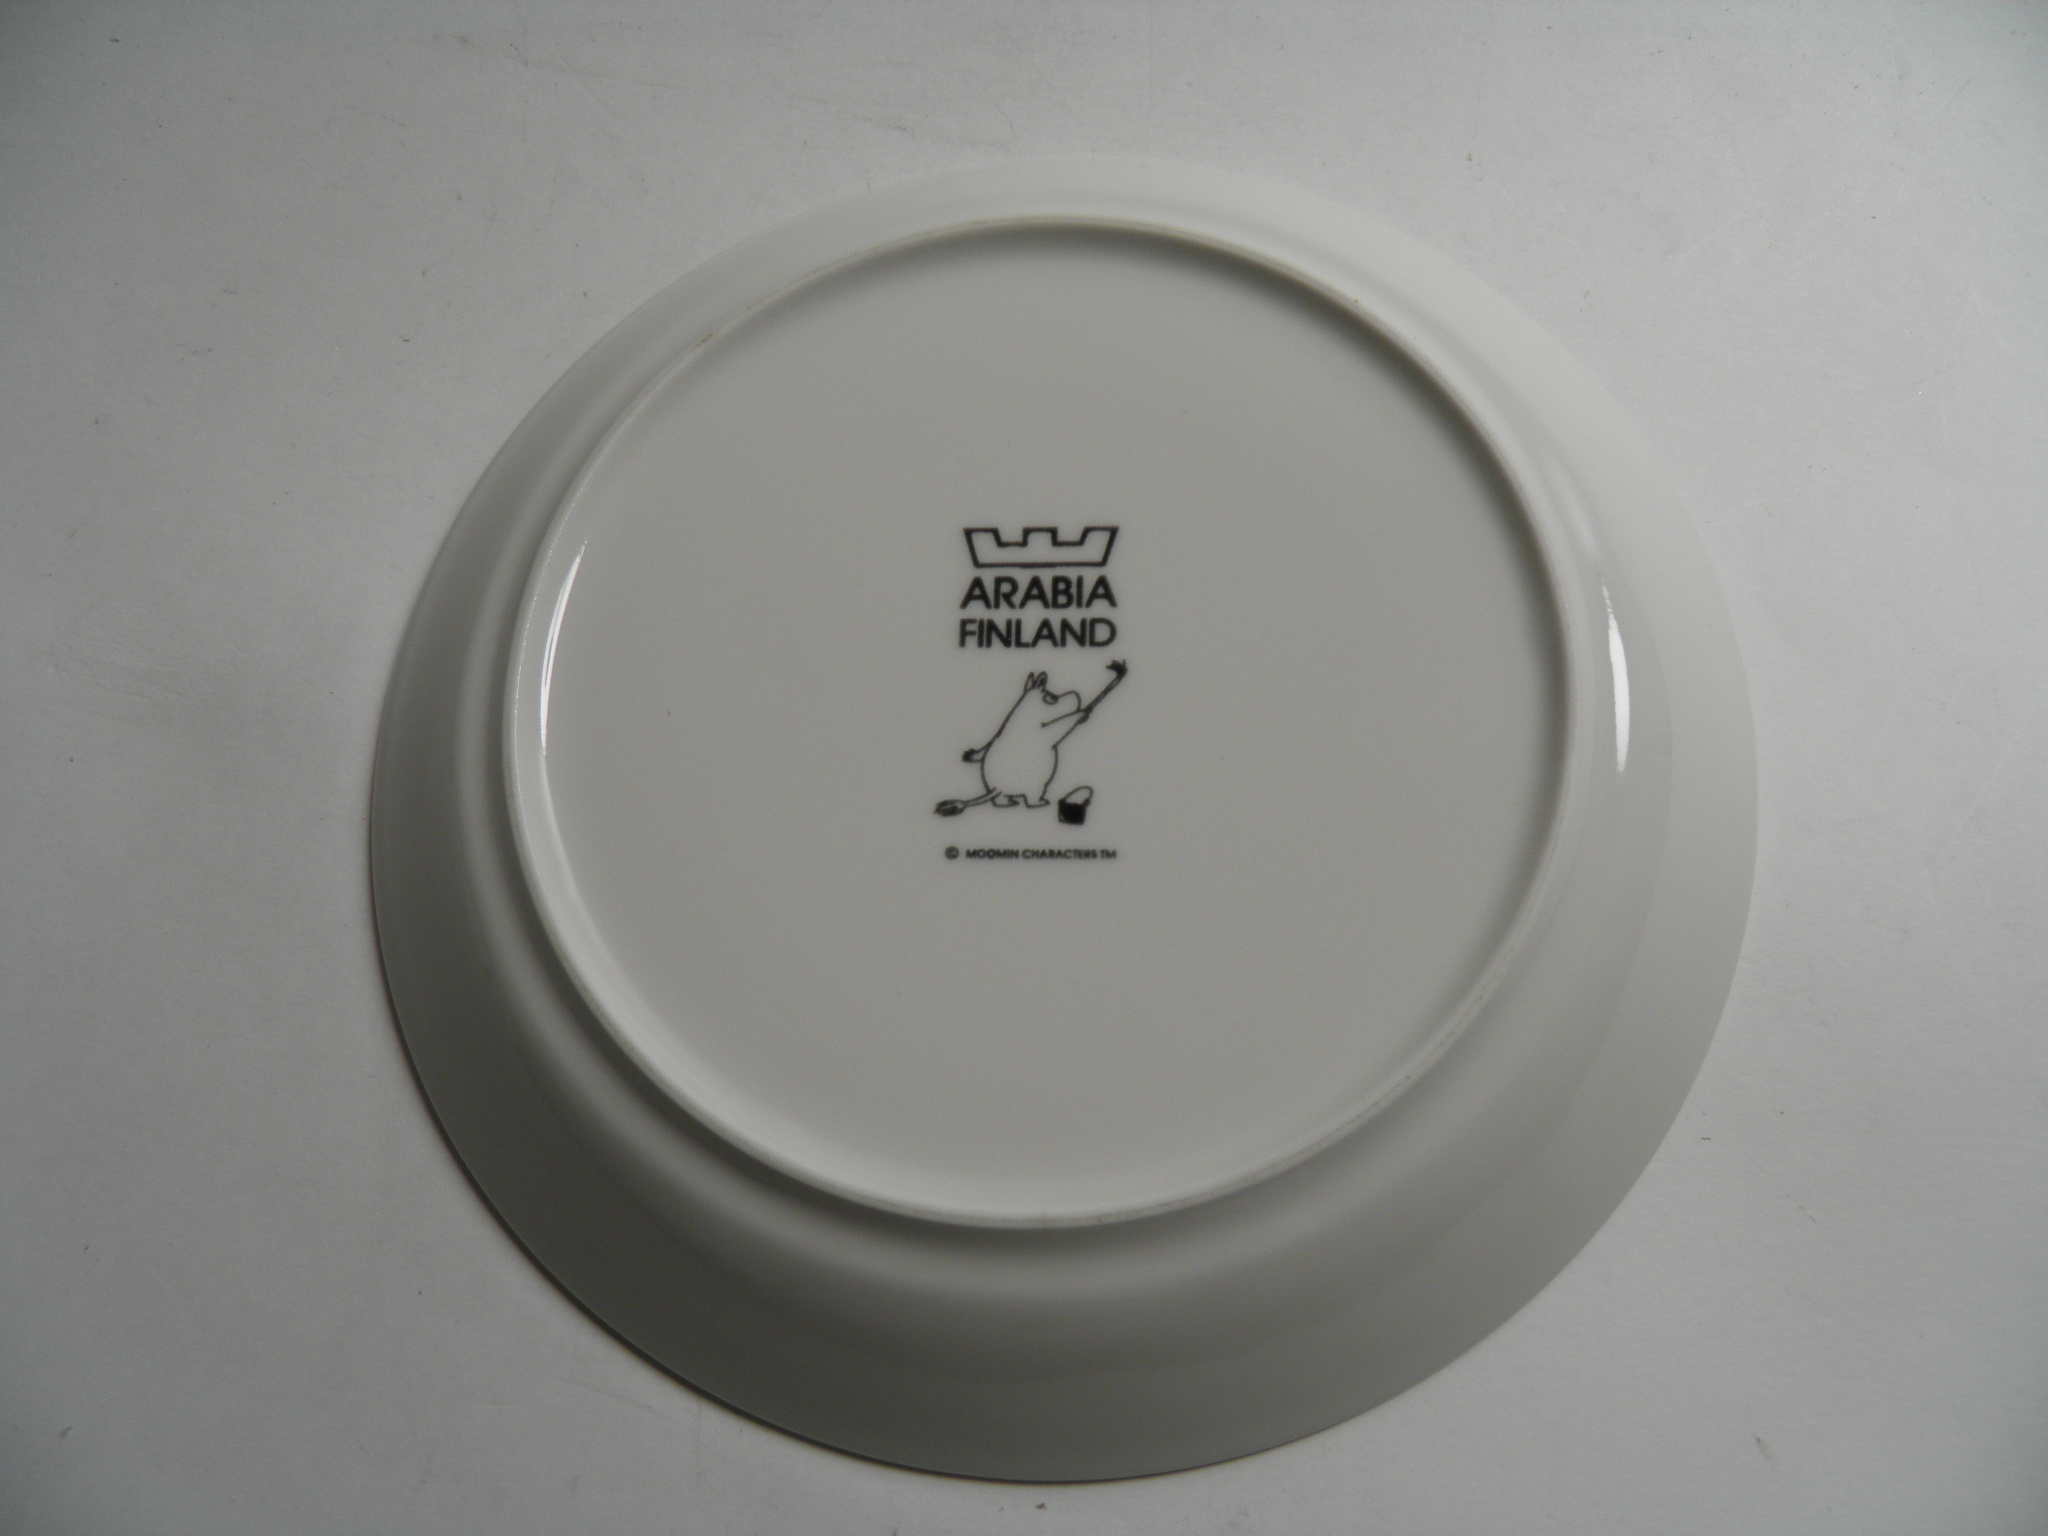 ARABIA
FINLAND
© MOOMIN CHARACTERS TM